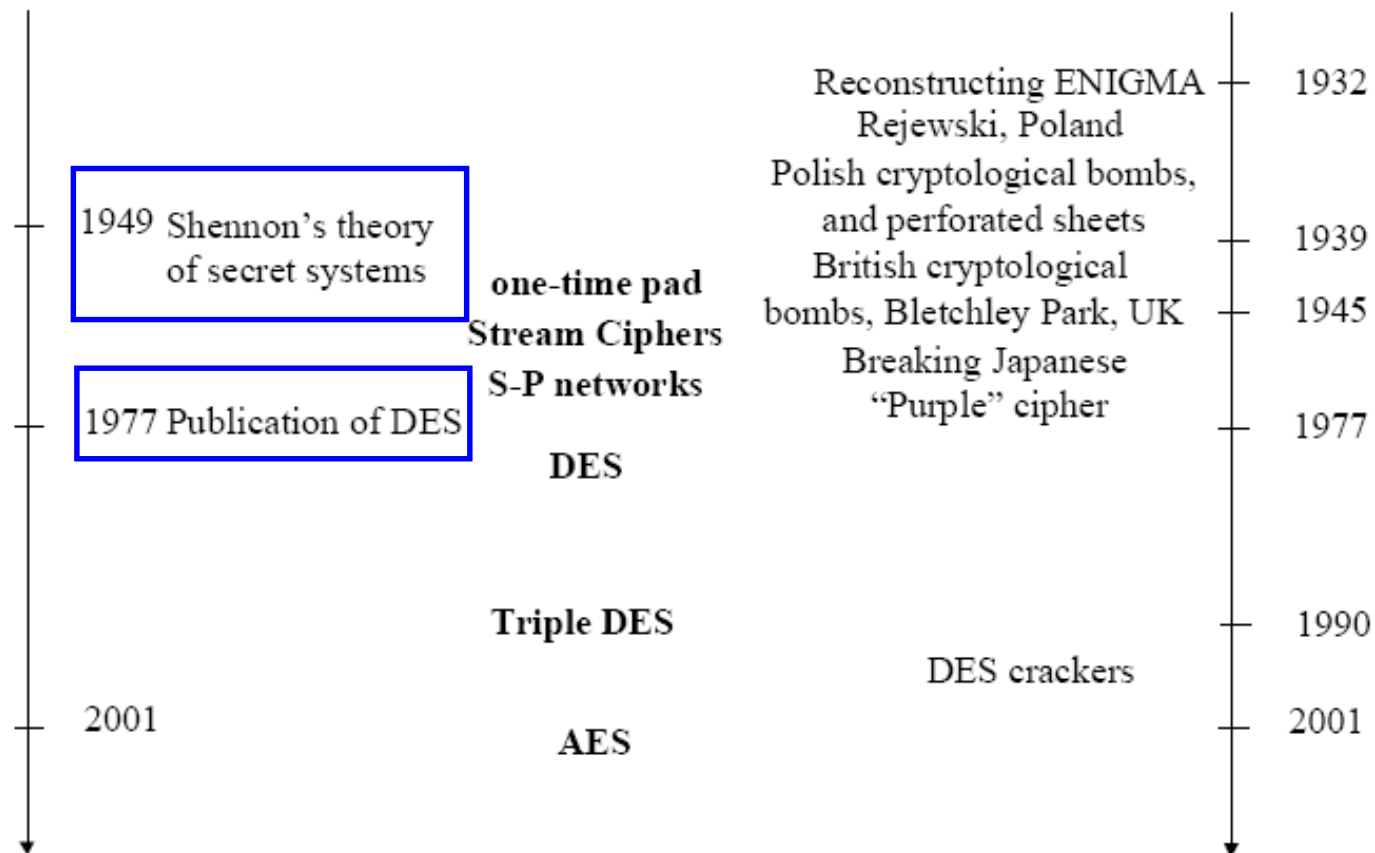 1949 Shennon’s theory
of secret systems
1977 Publication of DES
2001
one-time pad
Stream Ciphers
S-P networks
DES
Triple DES
AES
Reconstructing ENIGMA
Rejewski, Poland
Polish cryptological bombs,
and perforated sheets
British cryptological
bombs, Bletchley Park, UK
Breaking Japanese
“Purple” cipher
DES crackers
1932
1939
1945
1977
1990
2001